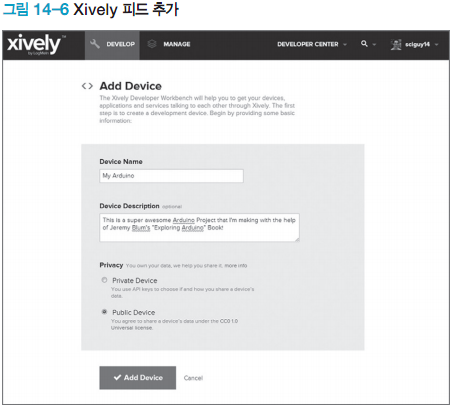 그림 14-6 Xively 피드 추가
xively™
by LogMeIn
DEVELOP
MANAGE
DEVELOPER CENTER
sciguy14
<> Add Device
The Xively Developer Workbench will help you to get your devices,
applications and services talking to each other through Xively. The first
step is to create a development device. Begin by providing some basic
information.
Device Name
My Arduino
Device Description optional
This is a super awesome Arduino Project that I'm making with the help
of Jeremy Blum's "Exploring Arduino" Book!
Privacy You own your data, we help you share it. more info.
Private Device
You use API keys to choose if and how you share a device's
data.
Public Device
You agree to share a device's data under the CC0 1.0
Universal license.
Add Device
Cancel